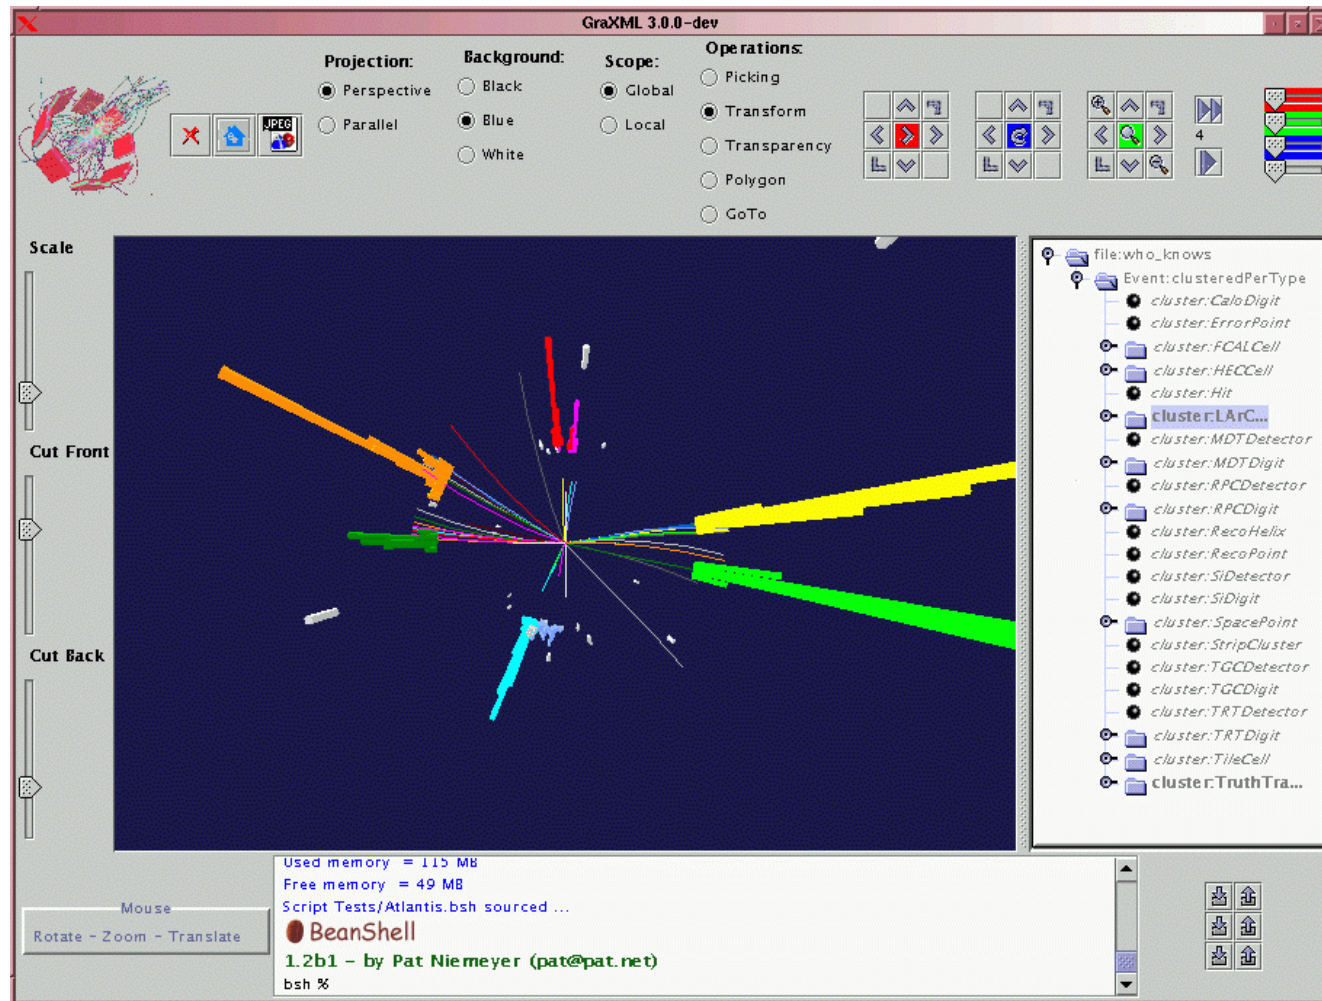 GraXML 3.0.0-dev
Projection:
Perspective
Parallel
Background:
Black
Blue
White
Scope:
Global
Local
Operations:
Picking
Transform
Transparency
Polygon
GoTo
JPEG
4
Scale
Cut Front
Cut Back
file:who_knows
Event:clusteredPerType
cluster:CaloDigit
cluster:ErrorPoint
cluster:FCALCell
cluster:HECCell
cluster:Hit
cluster:LArC...
cluster:MDTDetector
cluster:MDTDigit
cluster:RPCDetector
cluster:RPCDigit
cluster:RecoHelix
cluster:RecoPoint
cluster:SiDetector
cluster:SiDigit
cluster:SpacePoint
cluster:StripCluster
cluster:TGCDetector
cluster:TGCDigit
cluster:TRTDetector
cluster:TRTDigit
cluster:TileCell
cluster:TruthTra...
Mouse
Rotate - Zoom - Translate
Used memory = 115 MB
Free memory = 49 MB
Script Tests/Atlantis.bsh sourced ...
BeanShell
1.2b1 - by Pat Niemeyer (pat@pat.net)
bsh %